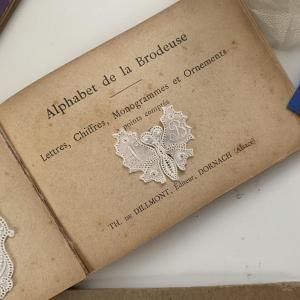 Alphabet de la Brodeuse
Lettres, Chiffres, Monogrammes et Ornements
points comptés
TH. DE DILLMONT, Éditeur, DORNACH (Alsace)